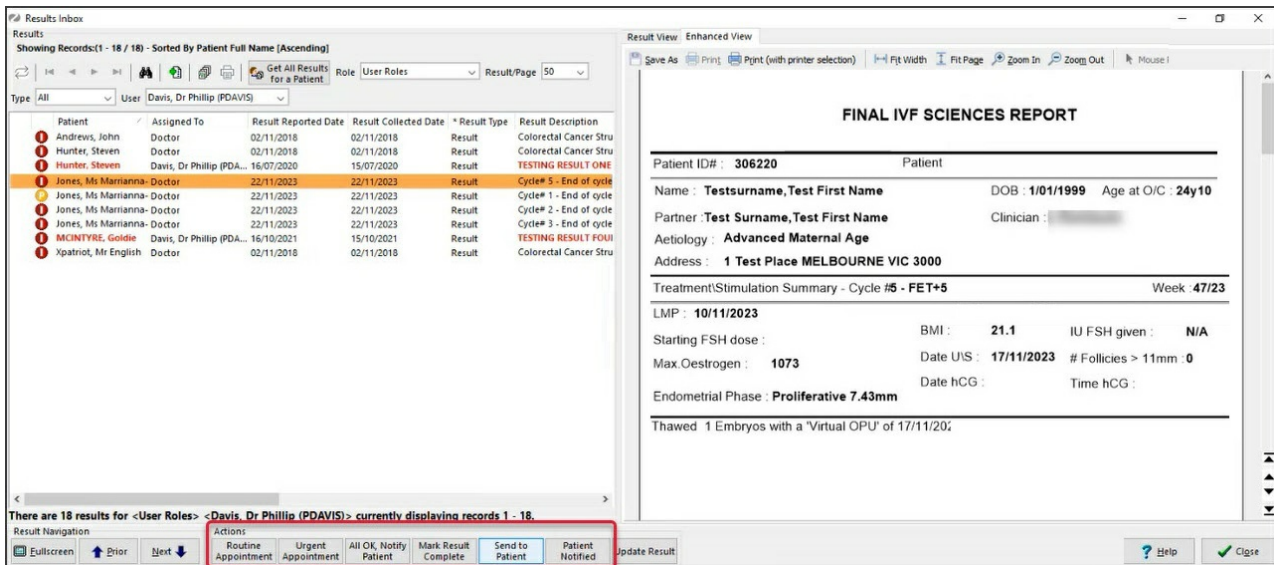 Results Inbox
Results
Showing Records:(1 - 18 / 18) - Sorted By Patient Full Name [Ascending]
Get All Results for a Patient Role User Roles Result/Page 50
Type All User Davis, Dr Phillip (PDAVIS)
Patient Assigned To Result Reported Date Result Collected Date * Result Type Result Description
Andrews, John Doctor 02/11/2018 02/11/2018 Result Colorectal Cancer Stru
Hunter, Steven Doctor 02/11/2018 02/11/2018 Result Colorectal Cancer Stru
Hunter, Steven Davis, Dr Phillip (PDA... 16/07/2020 15/07/2020 Result TESTING RESULT ONE
Jones, Ms Marrianna- Doctor 22/11/2023 22/11/2023 Result Cycle# 5 - End of cycle
Jones, Ms Marrianna- Doctor 22/11/2023 22/11/2023 Result Cycle# 1 - End of cycle
Jones, Ms Marrianna- Doctor 22/11/2023 22/11/2023 Result Cycle# 2 - End of cycle
Jones, Ms Marrianna- Doctor 22/11/2023 22/11/2023 Result Cycle# 3 - End of cycle
MCINTYRE, Goldie Davis, Dr Phillip (PDA... 16/10/2021 15/10/2021 Result TESTING RESULT FOUI
Xpatriot, Mr English Doctor 02/11/2018 02/11/2018 Result Colorectal Cancer Stru
There are 18 results for <User Roles> <Davis, Dr Phillip (PDAVIS)> currently displaying records 1 - 18.
Result Navigation Actions
Fullscreen Prior Next Routine Appointment Urgent Appointment All OK, Notify Patient Mark Result Complete Send to Patient Patient Notified Update Result
Result View Enhanced View
Save As Print Print (with printer selection) Fit Width Fit Page Zoom In Zoom Out Mouse
FINAL IVF SCIENCES REPORT
Patient ID# : 306220 Patient
Name : Testsurname,Test First Name DOB : 1/01/1999 Age at O/C : 24y10
Partner :Test Surname,Test First Name Clinician :
Aetiology : Advanced Maternal Age
Address : 1 Test Place MELBOURNE VIC 3000
Treatment\Stimulation Summary - Cycle #5 - FET+5 Week :47/23
LMP : 10/11/2023
Starting FSH dose : BMI : 21.1 IU FSH given : N/A
Max.Oestrogen : 1073 Date U\S : 17/11/2023 # Follicies > 11mm :0
Date hCG : Time hCG :
Endometrial Phase : Proliferative 7.43mm
Thawed 1 Embryos with a 'Virtual OPU' of 17/11/202
Help Close